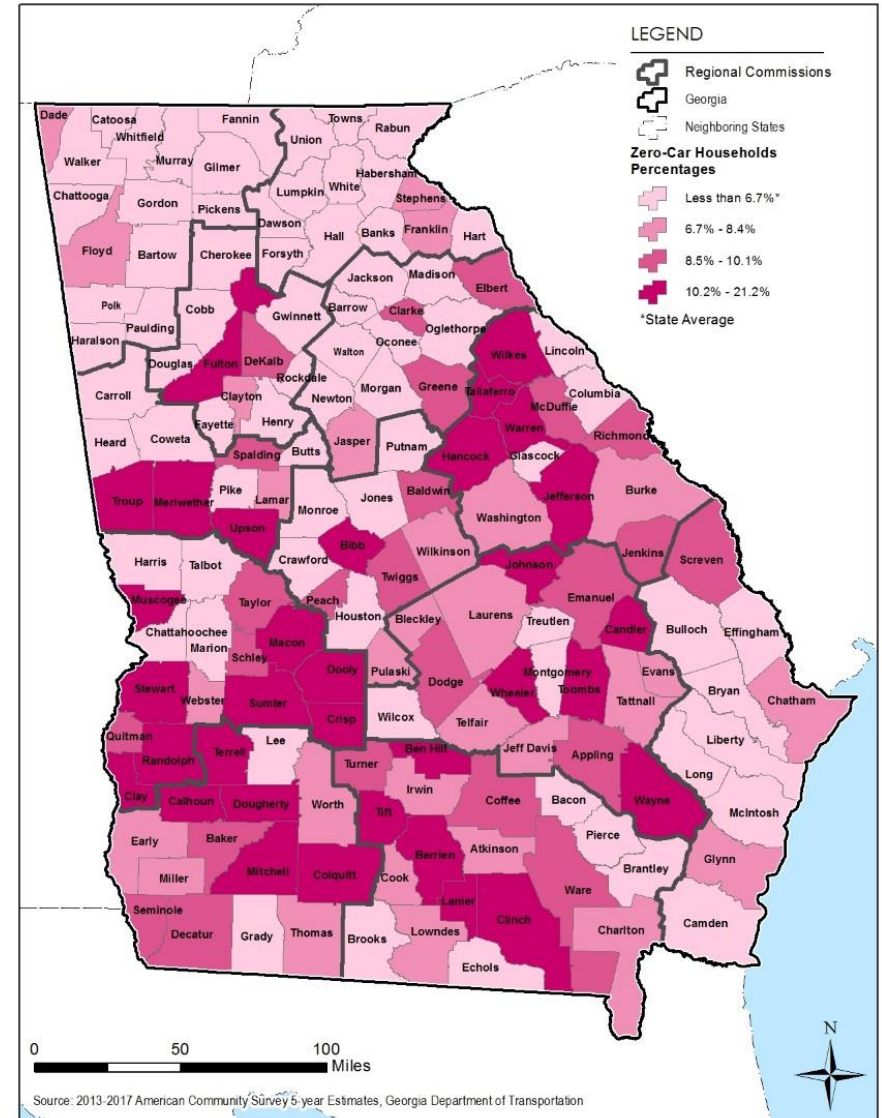 LEGEND
Regional Commissions
Georgia
Neighboring States
Zero-Car Households
Percentages
Less than 6.7%*
6.7% - 8.4%
8.5% - 10.1%
10.2% - 21.2%
*State Average
Dade
Catoosa
Whitfield
Fannin
Towns
Union
Rabun
Walker
Murray
Gilmer
Habersham
White
Lumpkin
Stephens
Chattooga
Gordon
Pickens
Dawson
Hall
Banks
Franklin
Hart
Floyd
Bartow
Cherokee
Forsyth
Jackson
Madison
Elbert
Polk
Cobb
Gwinnett
Barrow
Clarke
Oglethorpe
Paulding
Haralson
Oconee
Walton
Wilkes
Lincoln
Douglas
Fulton
DeKalb
Rockdale
Morgan
Greene
Taliaferro
Columbia
Carroll
Clayton
Newton
McDuffie
Fayette
Henry
Warren
Richmond
Heard
Coweta
Spalding
Butts
Jasper
Putnam
Hancock
Glascock
Troup
Meriwether
Pike
Lamar
Monroe
Jones
Baldwin
Jefferson
Burke
Washington
Upson
Bibb
Wilkinson
Jenkins
Screven
Harris
Talbot
Crawford
Twiggs
Johnson
Muscogee
Taylor
Peach
Houston
Bleckley
Laurens
Emanuel
Treutlen
Candler
Bulloch
Effingham
Chattahoochee
Marion
Macon
Schley
Dooly
Pulaski
Dodge
Montgomery
Wheeler
Toombs
Evans
Bryan
Stewart
Webster
Sumter
Crisp
Wilcox
Telfair
Tattnall
Chatham
Quitman
Randolph
Terrell
Lee
Ben Hill
Turner
Jeff Davis
Appling
Liberty
Long
Clay
Calhoun
Dougherty
Worth
Irwin
Coffee
Bacon
Wayne
McIntosh
Tift
Pierce
Early
Baker
Mitchell
Colquitt
Berrien
Atkinson
Brantley
Glynn
Miller
Cook
Ware
Lanier
Clinch
Seminole
Decatur
Grady
Thomas
Brooks
Lowndes
Echols
Charlton
Camden
N
0 50 100
Miles
Source: 2013-2017 American Community Survey 5-year Estimates, Georgia Department of Transportation